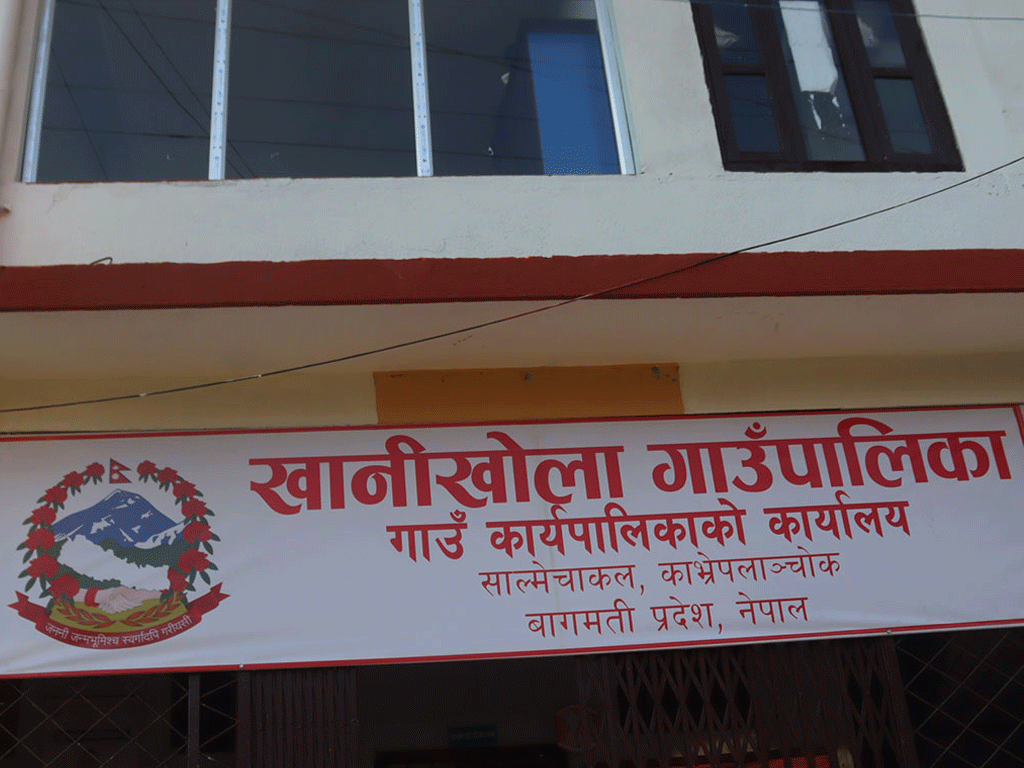 खानीखोला गाउँपालिका
गाउँ कार्यपालिकाको कार्यालय
साल्मेचाकल, काभ्रेपलाञ्चोक
बागमती प्रदेश, नेपाल
जननी जन्मभूमिश्च स्वर्गादपि गरीयसी